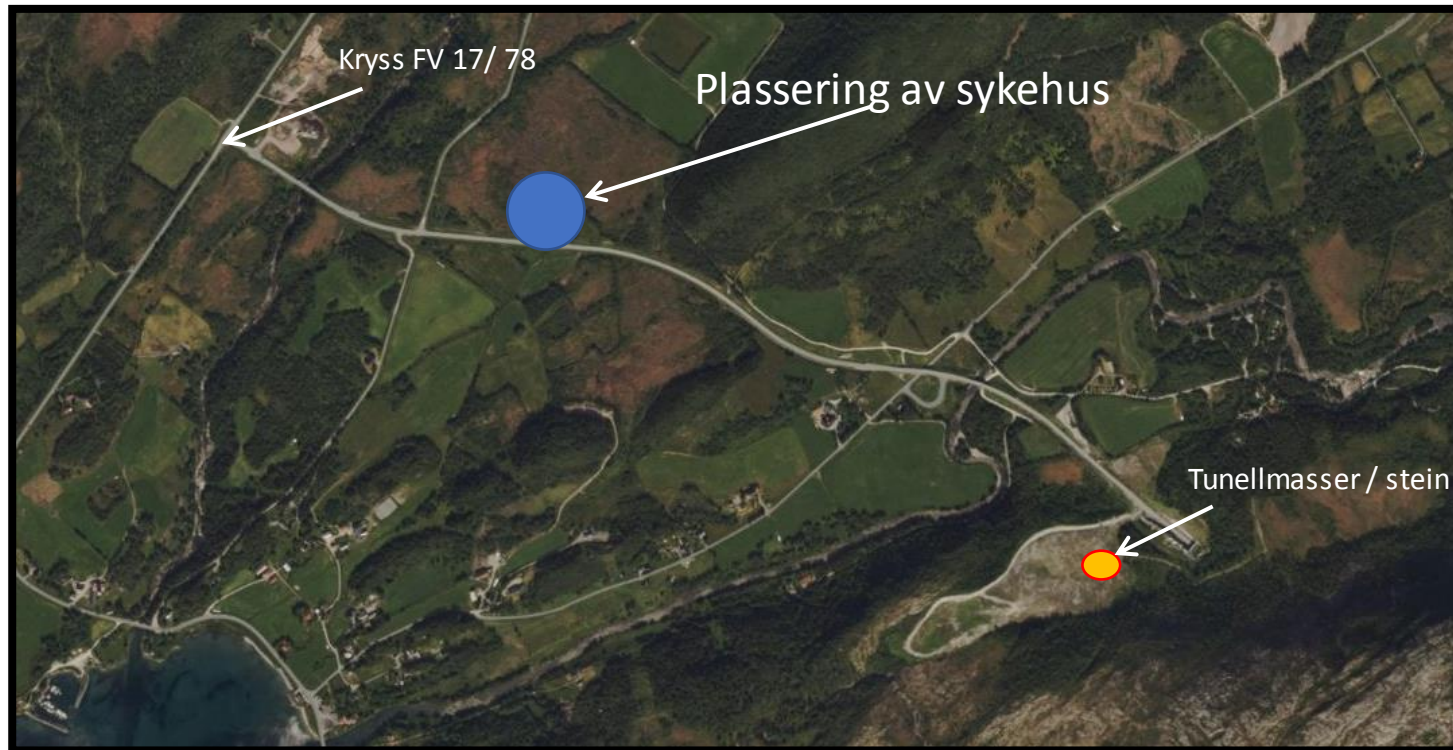 Kryss FV 17/ 78
Plassering av sykehus
Tunellmasser / stein